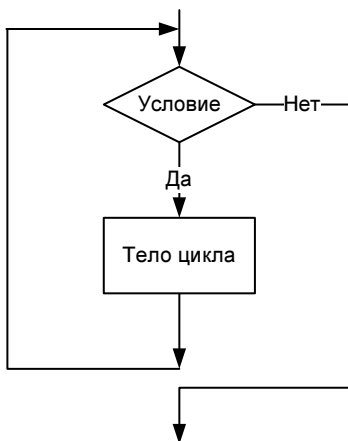 Условие
Нет
Да
Тело цикла